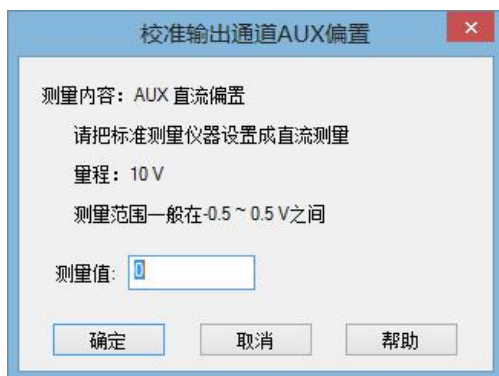 校准输出通道AUX偏置
测量内容：AUX 直流偏置
请把标准测量仪器设置成直流测量
量程：10 V
测量范围一般在-0.5 ~ 0.5 V之间
测量值: 0
确定 取消 帮助